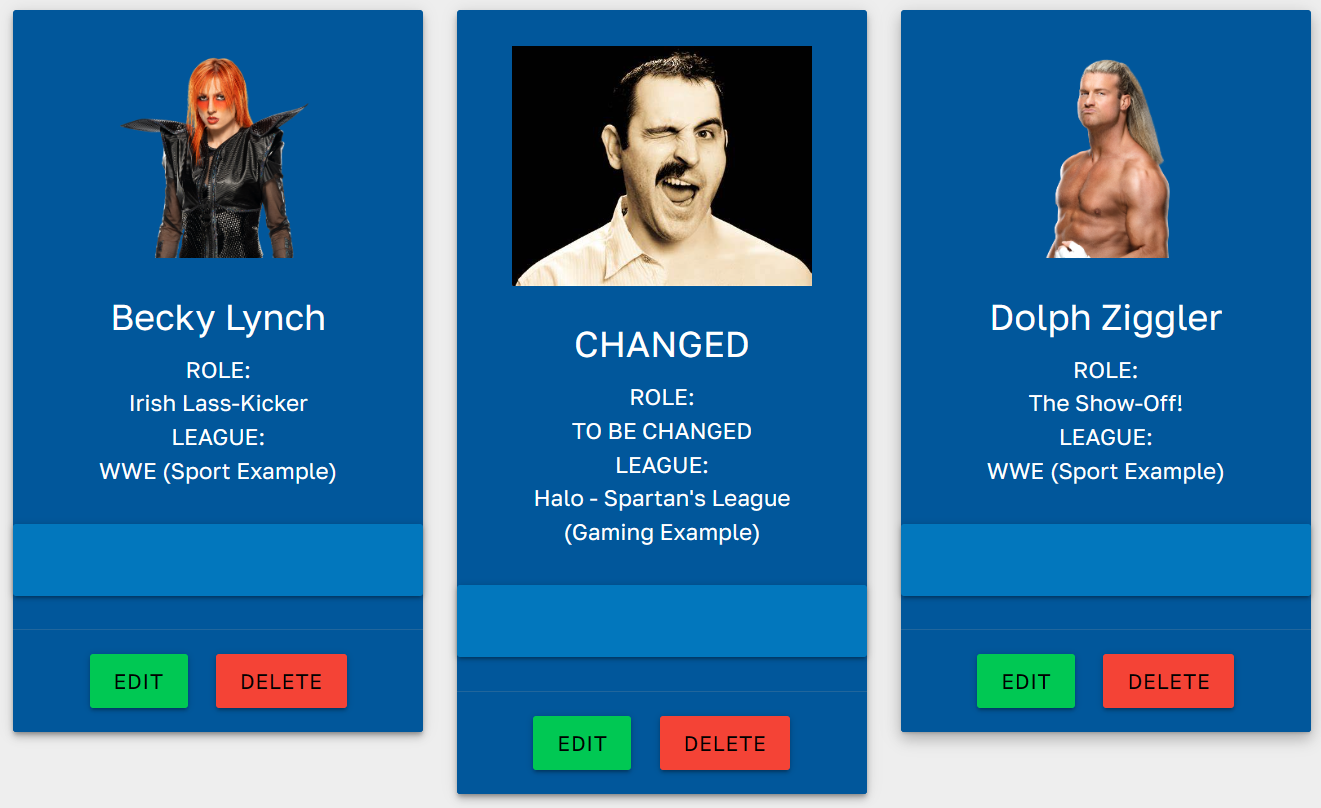 Becky Lynch
ROLE:
Irish Lass-Kicker
LEAGUE:
WWE (Sport Example)
EDIT
DELETE
CHANGED
ROLE:
TO BE CHANGED
LEAGUE:
Halo - Spartan's League
(Gaming Example)
EDIT
DELETE
Dolph Ziggler
ROLE:
The Show-Off!
LEAGUE:
WWE (Sport Example)
EDIT
DELETE